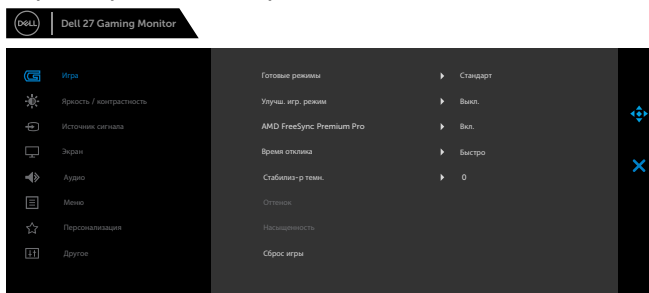 DELL
Dell 27 Gaming Monitor
Игра
Готовые режимы
Стандарт
Яркость / контрастность
Улучш. игр. режим
Выкл.
Источник сигнала
AMD FreeSync Premium Pro
Вкл.
Экран
Время отклика
Быстро
Аудио
Стабилиз-р темн.
0
Меню
Оттенок
Персонализация
Насыщенность
Другое
Сброс игры